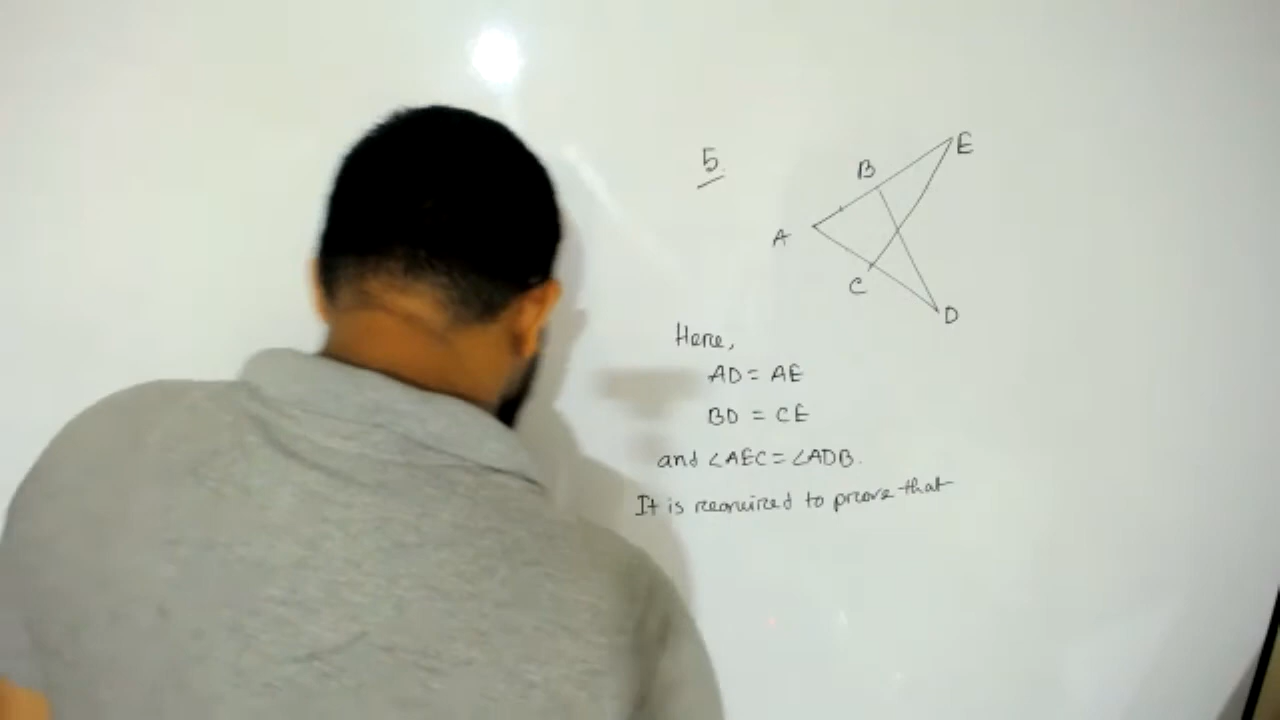 5.
E
B
A
C
D
Here,
AD = AE
BD = CE
and ∠AEC = ∠ADB.
It is required to prove that